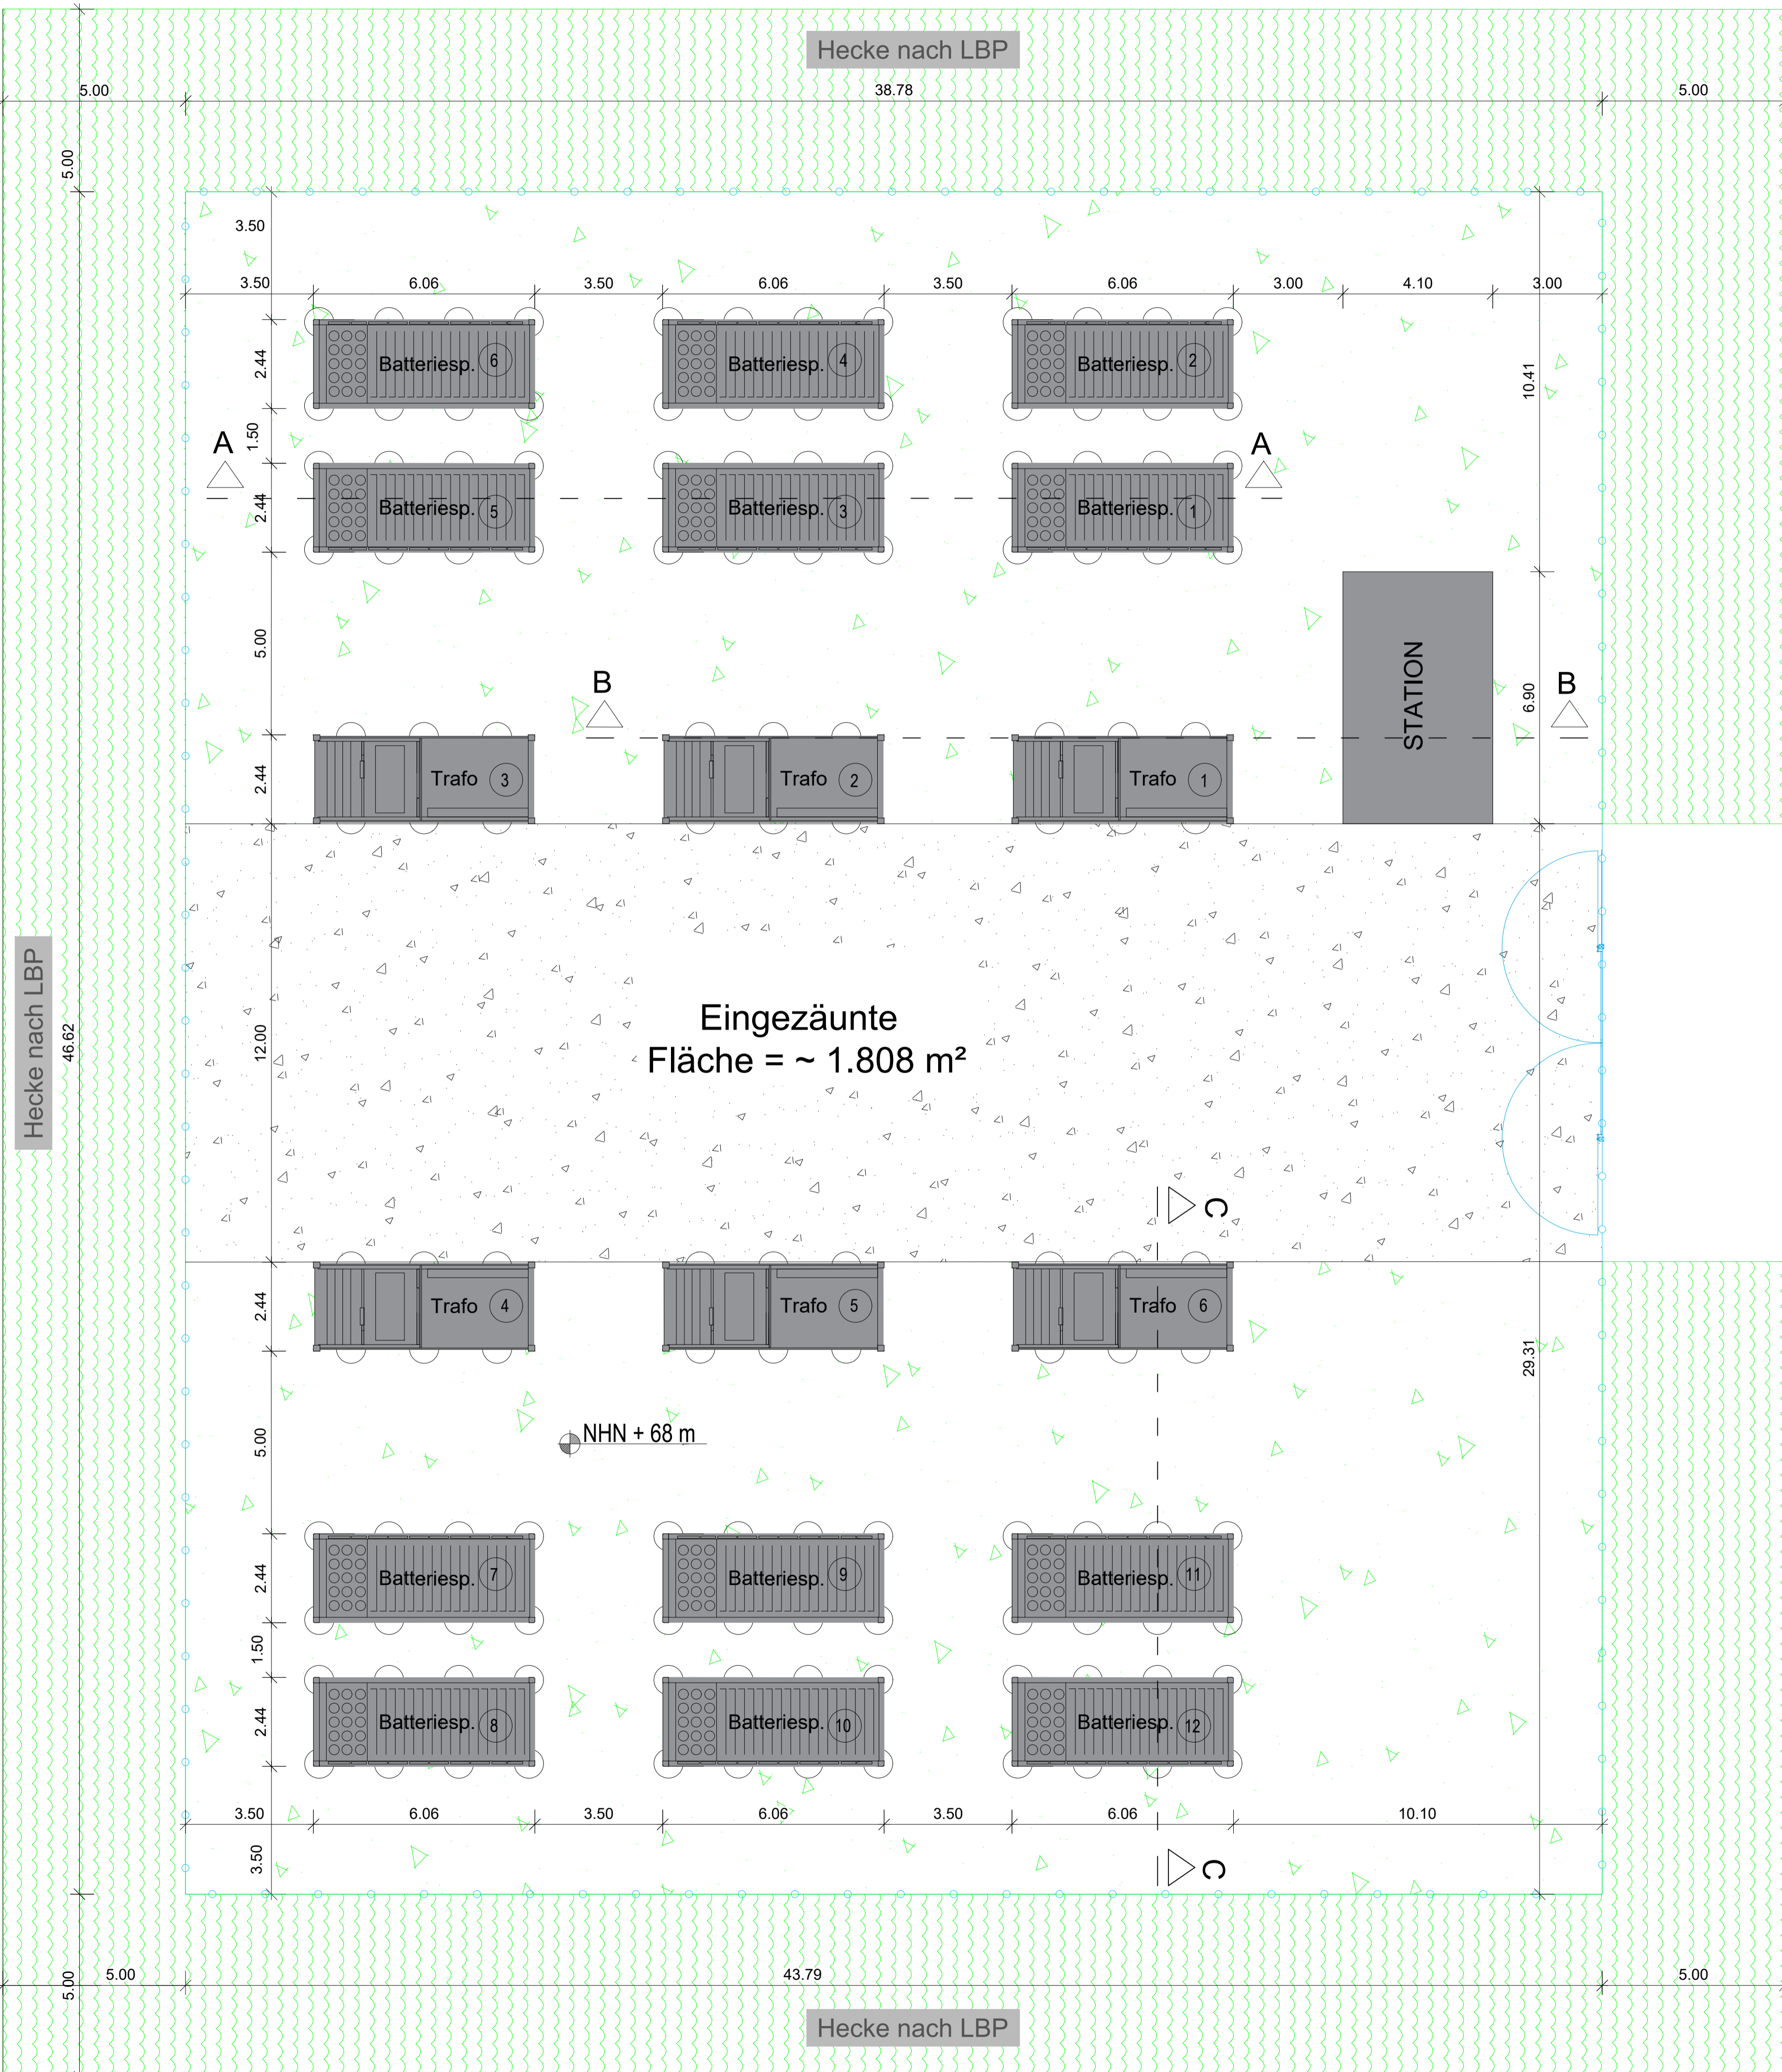 Hecke nach LBP
5.00
38.78
5.00
5.00
3.50
3.50
6.06
3.50
6.06
3.50
6.06
3.00
4.10
3.00
2.44
Batteriesp. 6
Batteriesp. 4
Batteriesp. 2
10.41
1.50
A
A
2.44
Batteriesp. 5
Batteriesp. 3
Batteriesp. 1
5.00
STATION
6.90
B
B
2.44
Trafo 3
Trafo 2
Trafo 1
Hecke nach LBP
46.62
12.00
Eingezäunte
Fläche = ~ 1.808 m²
C
2.44
Trafo 4
Trafo 5
Trafo 6
29.31
5.00
NHN + 68 m
2.44
Batteriesp. 7
Batteriesp. 9
Batteriesp. 11
1.50
2.44
Batteriesp. 8
Batteriesp. 10
Batteriesp. 12
3.50
6.06
3.50
6.06
3.50
6.06
10.10
3.50
C
5.00
5.00
43.79
5.00
Hecke nach LBP